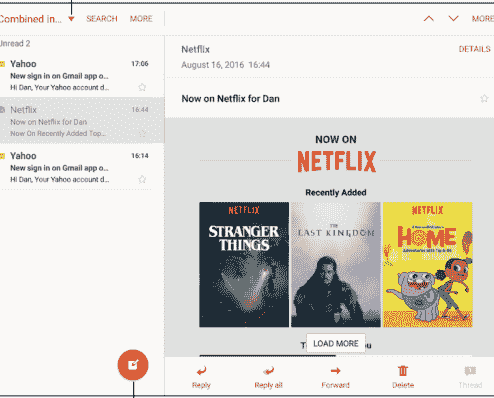 Combined in...
SEARCH
MORE
MORE
Unread 2
Yahoo 17:06
New sign in on Gmail app o...
Hi Dan, Your Yahoo account d...
Netflix 16:44
Now on Netflix for Dan
Now On Recently Added Top...
Yahoo 16:14
New sign in on Gmail app o...
Hi Dan, Your Yahoo account d...
Netflix
DETAILS
August 16, 2016 16:44
Now on Netflix for Dan
NOW ON
NETFLIX
Recently Added
NETFLIX
STRANGER
THINGS
THE
LAST KINGDOM
NETFLIX
HOME
Adventures with Tip & Oh
LOAD MORE
Reply
Reply all
Forward
Delete
Thread